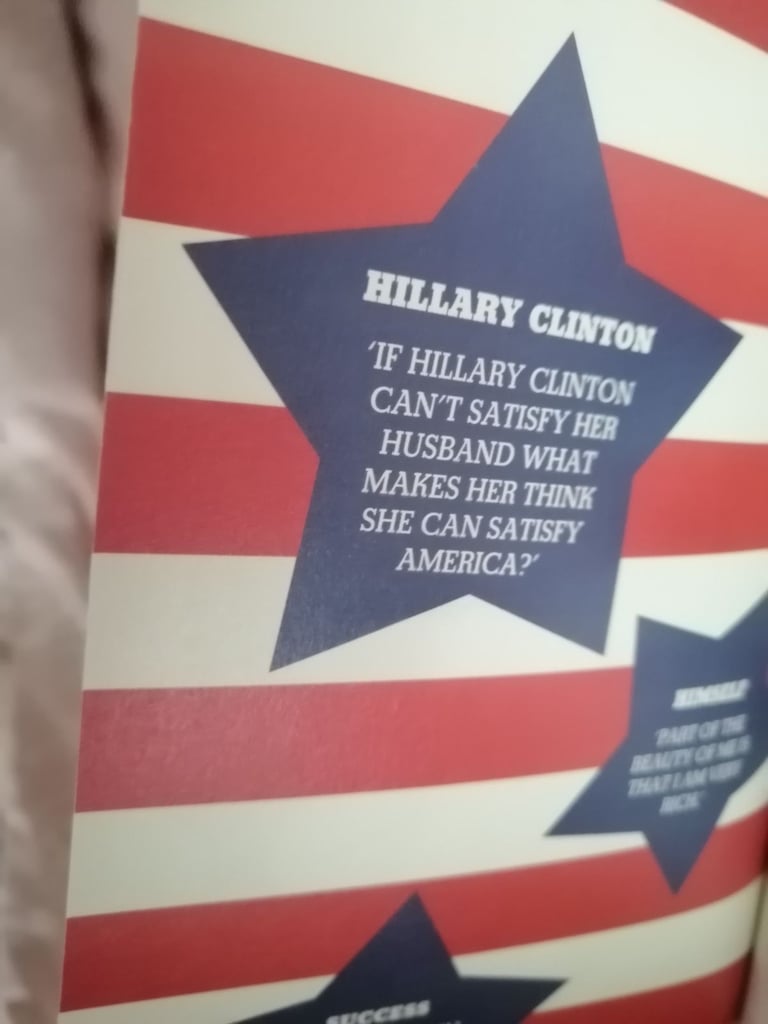 HILLARY CLINTON
'IF HILLARY CLINTON
CAN'T SATISFY HER
HUSBAND WHAT
MAKES HER THINK
SHE CAN SATISFY
AMERICA?'
HIMSELF
'PART OF THE
BEAUTY OF ME IS
THAT I AM VERY
RICH.'
SUCCESS